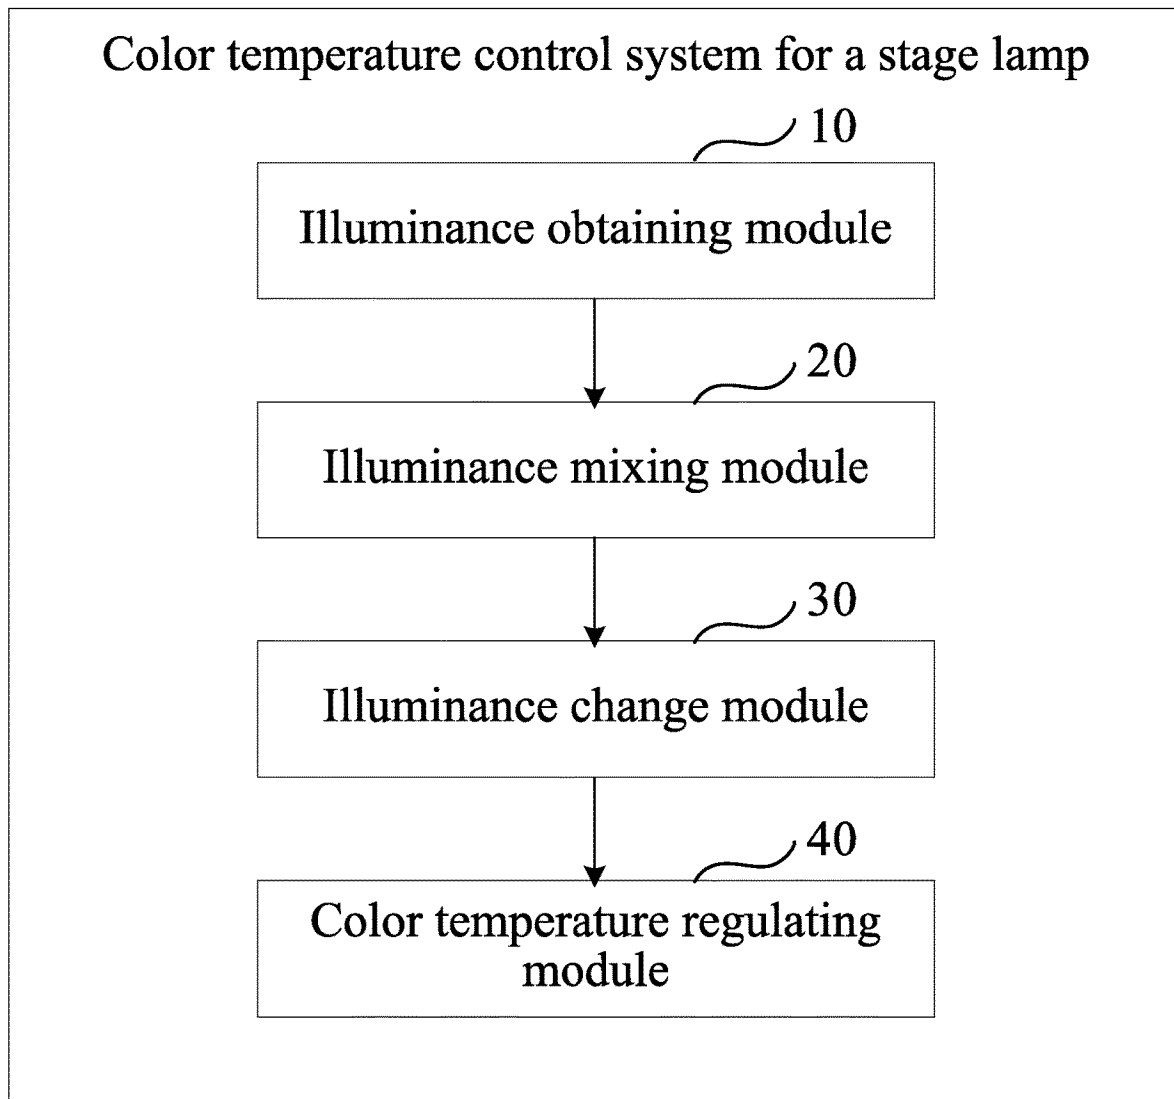 Color temperature control system for a stage lamp
10
Illuminance obtaining module
20
Illuminance mixing module
30
Illuminance change module
40
Color temperature regulating
module